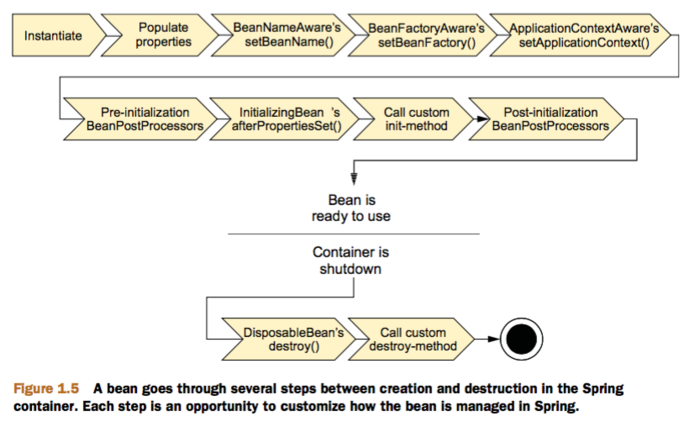 Instantiate
Populate
properties
BeanNameAware's
setBeanName()
BeanFactoryAware's
setBeanFactory()
ApplicationContextAware's
setApplicationContext()
Pre-initialization
BeanPostProcessors
InitializingBean 's
afterPropertiesSet()
Call custom
init-method
Post-initialization
BeanPostProcessors
Bean is
ready to use
Container is
shutdown
DisposableBean's
destroy()
Call custom
destroy-method
Figure 1.5 A bean goes through several steps between creation and destruction in the Spring
container. Each step is an opportunity to customize how the bean is managed in Spring.